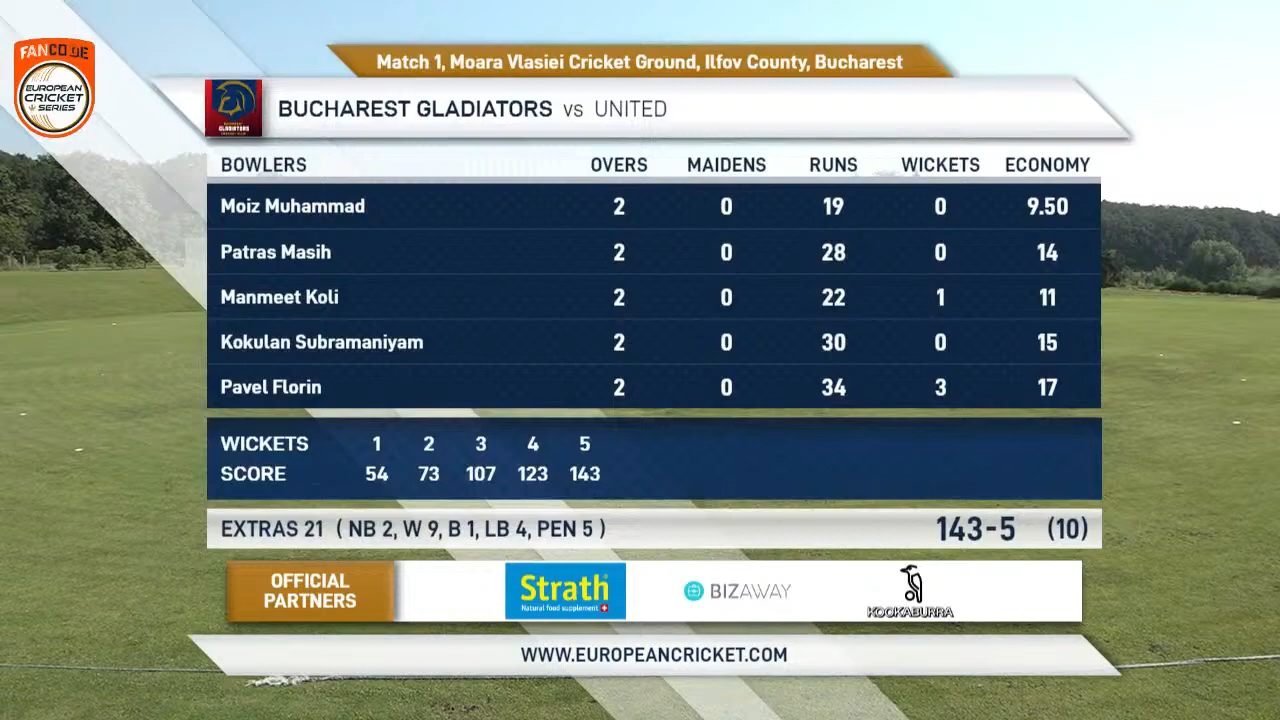 FANCODE
EUROPEAN
CRICKET
SERIES
Match 1, Moara Vlasiei Cricket Ground, Ilfov County, Bucharest
BUCHAREST GLADIATORS vs UNITED
GLADIATORS
BOWLERS OVERS MAIDENS RUNS WICKETS ECONOMY
Moiz Muhammad 2 0 19 0 9.50
Patras Masih 2 0 28 0 14
Manmeet Koli 2 0 22 1 11
Kokulan Subramaniyam 2 0 30 0 15
Pavel Florin 2 0 34 3 17
WICKETS 1 2 3 4 5
SCORE 54 73 107 123 143
EXTRAS 21 ( NB 2, W 9, B 1, LB 4, PEN 5 ) 143-5 (10)
OFFICIAL
PARTNERS
Strath
Natural food supplement
BIZAWAY
KOOKABURRA
WWW.EUROPEANCRICKET.COM